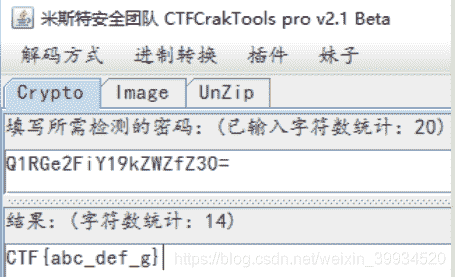 米斯特安全团队 CTFCrakTools pro v2.1 Beta
解码方式 进制转换 插件 妹子
Crypto Image UnZip
填写所需检测的密码：(已输入字符数统计：20)
Q1RGe2FiY19kZWZfZ30=
结果：(字符数统计：14)
CTF{abc_def_g}
https://blog.csdn.net/weixin_39934520